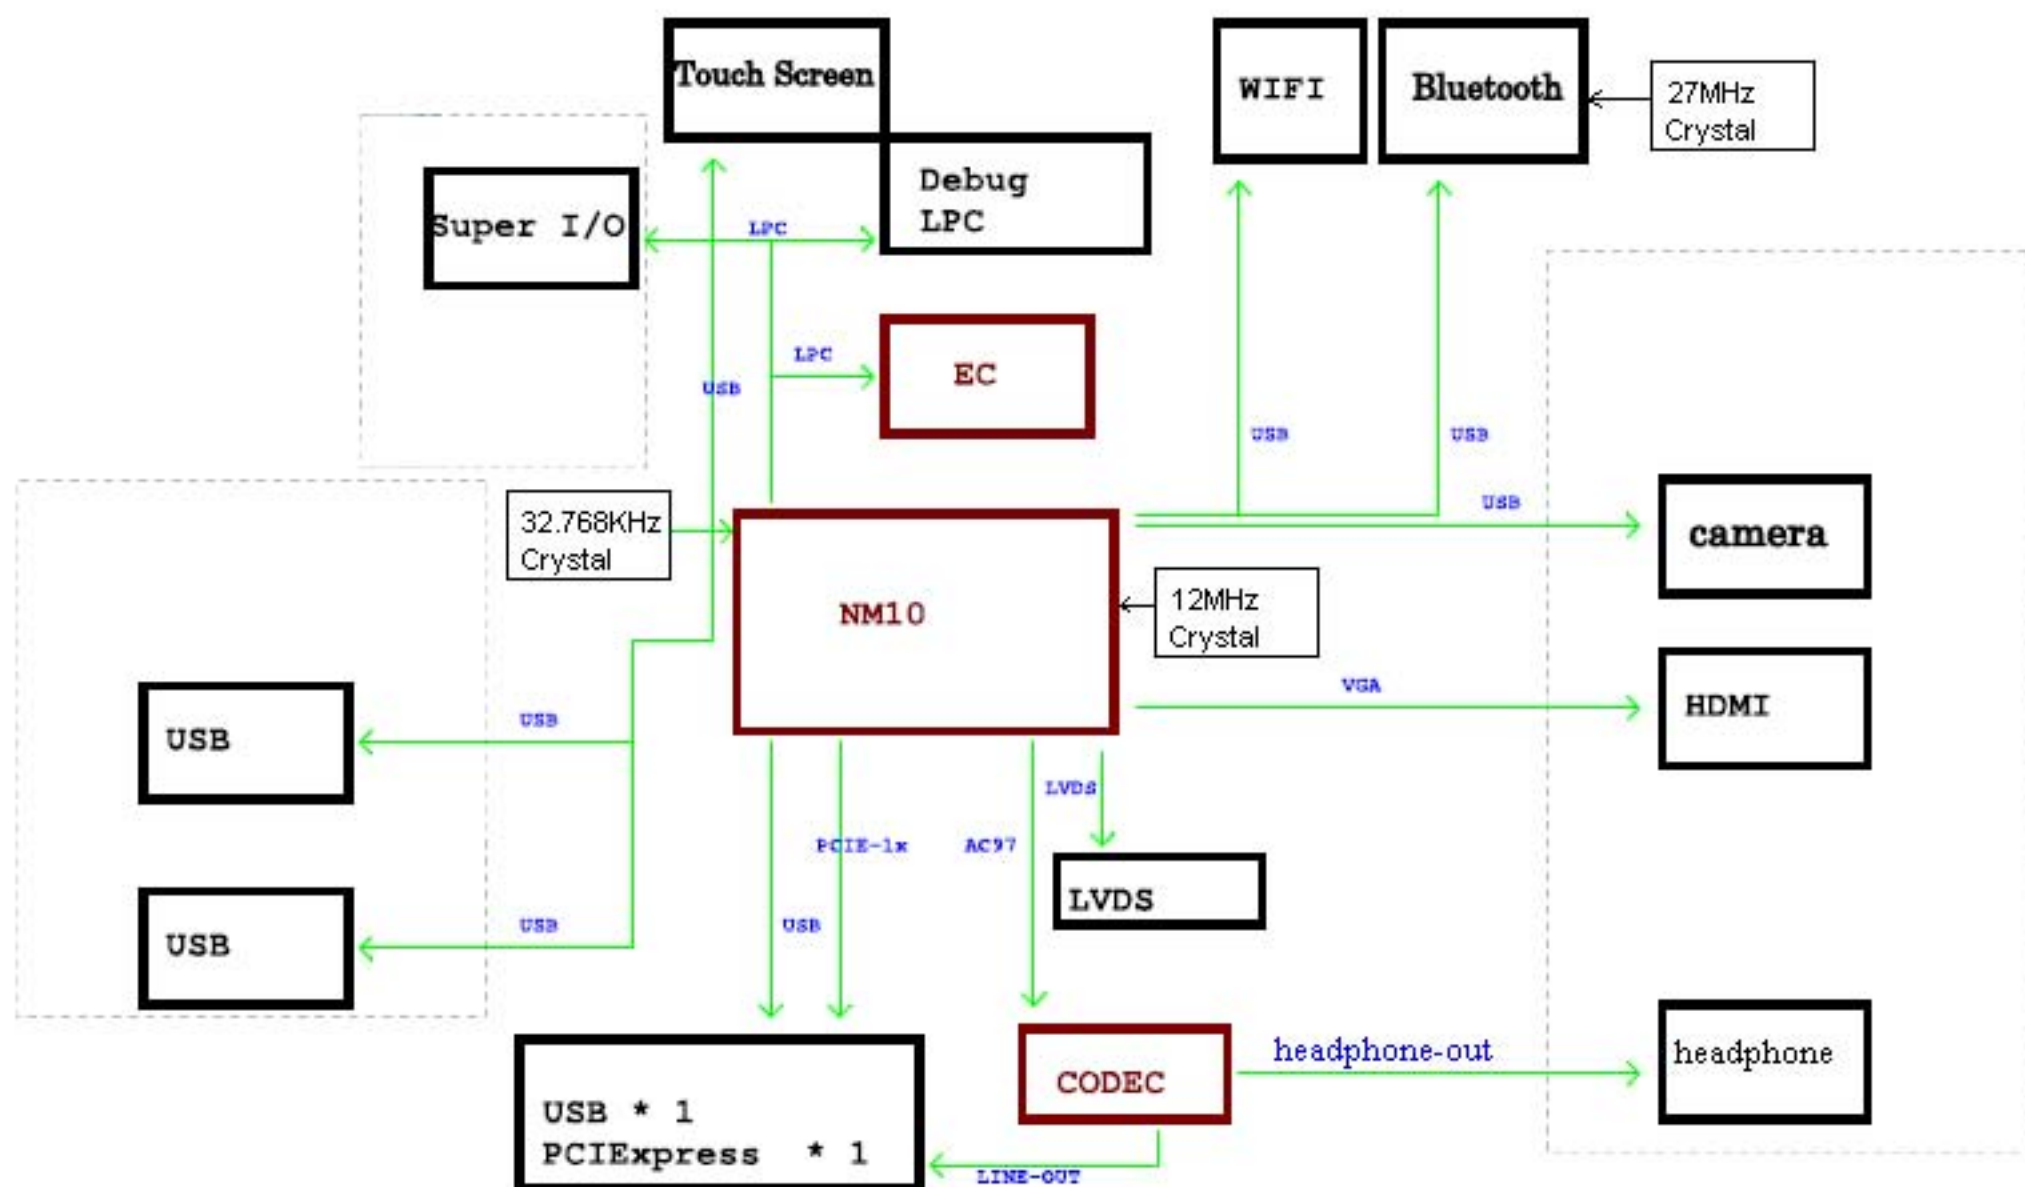 Touch Screen
WIFI
Bluetooth
27MHz
Crystal
Debug
LPC
Super I/O
LPC
LPC
EC
USB
USB
USB
USB
32.768KHz
Crystal
camera
NM10
12MHz
Crystal
VGA
HDMI
USB
USB
LVDS
PCIE-1x
AC97
LVDS
USB
USB
USB
headphone-out
headphone
CODEC
USB * 1
PCIExpress * 1
LINE-OUT